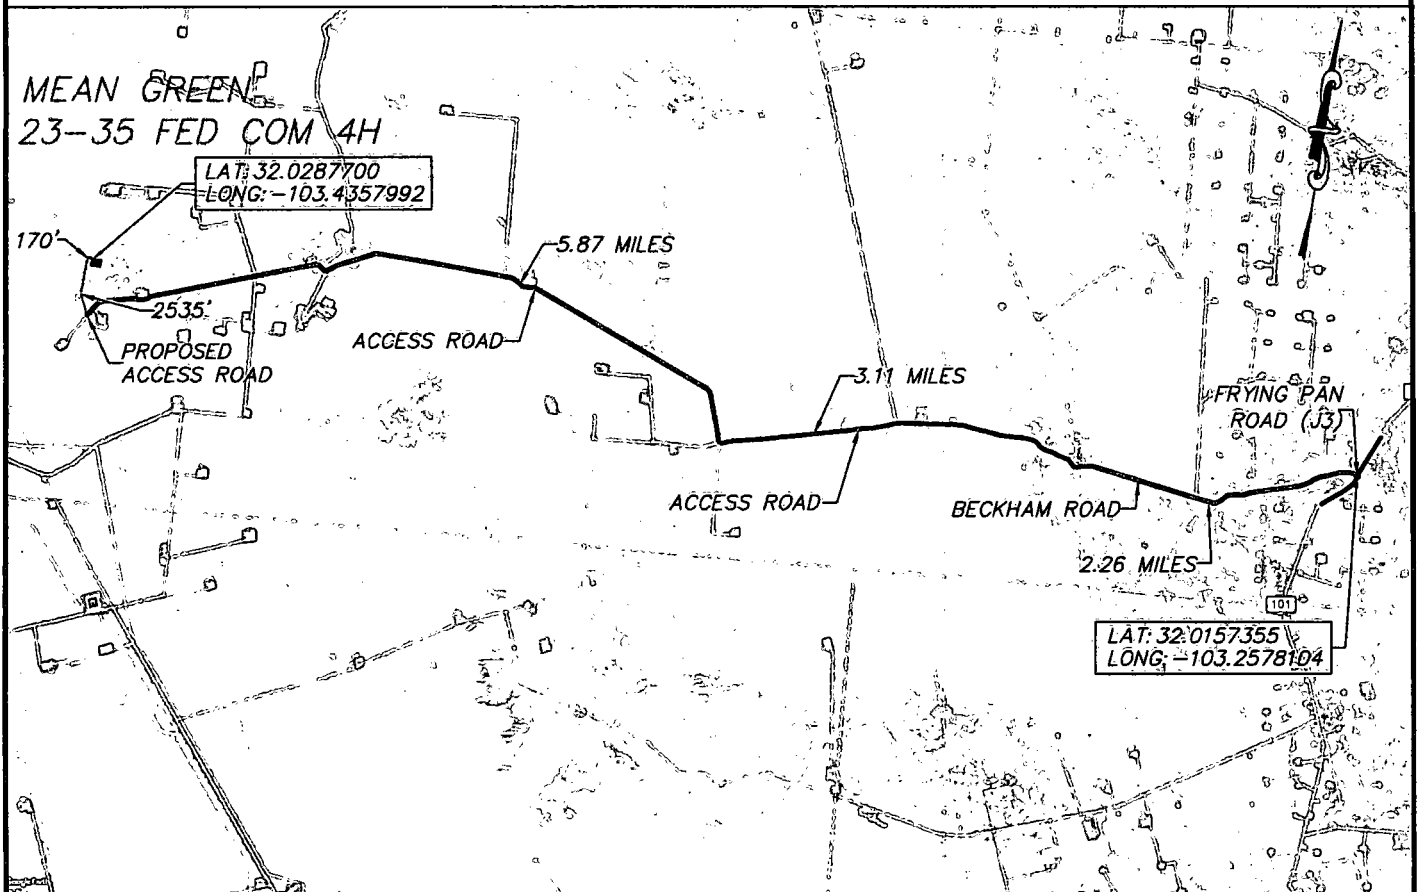 MEAN GREEN
23-35 FED COM 4H
LAT: 32.0287700
LONG: -103.4357992
170'
5.87 MILES
2535'
ACCESS ROAD
PROPOSED
ACCESS ROAD
3.11 MILES
FRYING PAN
ROAD (J3)
ACCESS ROAD
BECKHAM ROAD
2.26 MILES
101
LAT: 32.0157355
LONG: -103.2578104